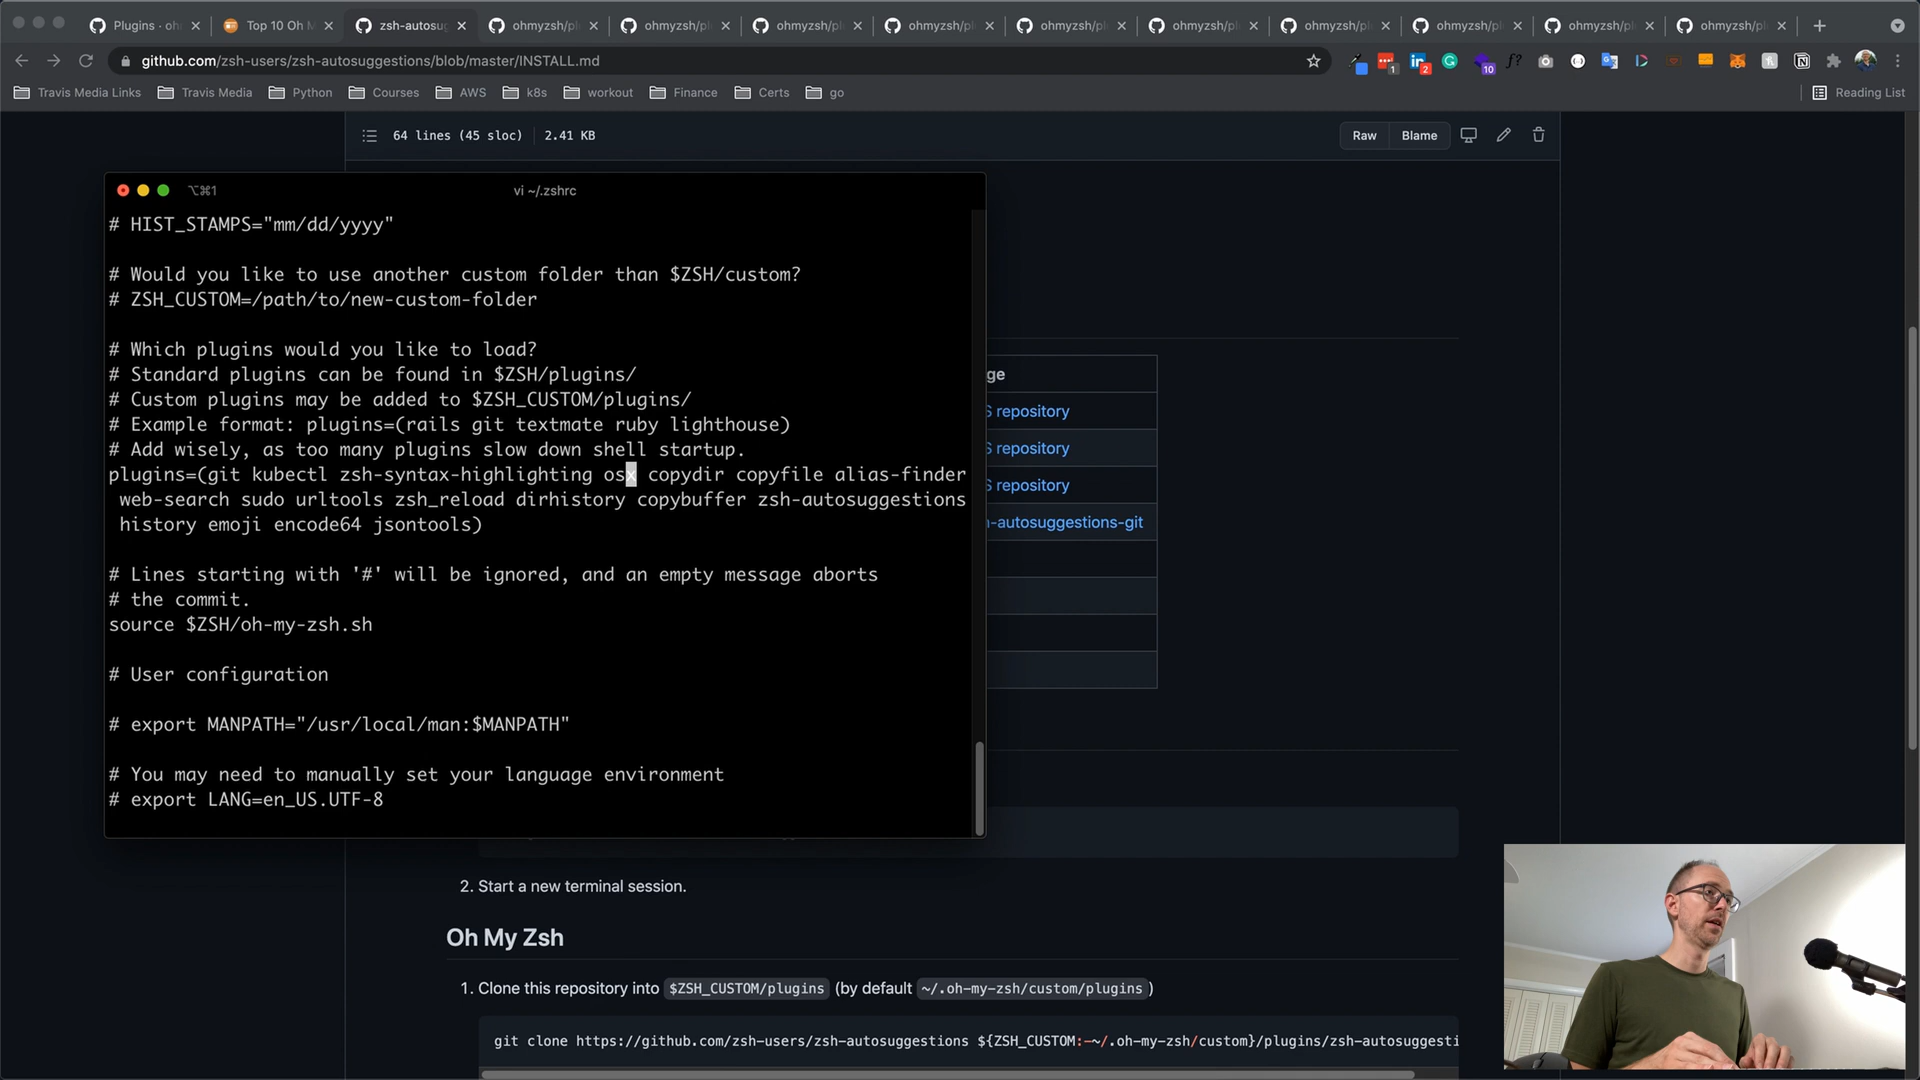 Plugins · oh
Top 10 Oh M
zsh-autosug
ohmyzsh/pl
ohmyzsh/pl
ohmyzsh/pl
ohmyzsh/pl
ohmyzsh/pl
ohmyzsh/pl
ohmyzsh/pl
ohmyzsh/pl
ohmyzsh/pl
ohmyzsh/pl
github.com/zsh-users/zsh-autosuggestions/blob/master/INSTALL.md
Travis Media Links
Travis Media
Python
Courses
AWS
k8s
workout
Finance
Certs
go
Reading List
64 lines (45 sloc)
2.41 KB
Raw
Blame
⌥⌘1
vi ~/.zshrc
# HIST_STAMPS="mm/dd/yyyy"
# Would you like to use another custom folder than $ZSH/custom?
# ZSH_CUSTOM=/path/to/new-custom-folder
# Which plugins would you like to load?
# Standard plugins can be found in $ZSH/plugins/
# Custom plugins may be added to $ZSH_CUSTOM/plugins/
# Example format: plugins=(rails git textmate ruby lighthouse)
# Add wisely, as too many plugins slow down shell startup.
plugins=(git kubectl zsh-syntax-highlighting osx copydir copyfile alias-finder
web-search sudo urltools zsh_reload dirhistory copybuffer zsh-autosuggestions
history emoji encode64 jsontools)
# Lines starting with '#' will be ignored, and an empty message aborts
# the commit.
source $ZSH/oh-my-zsh.sh
# User configuration
# export MANPATH="/usr/local/man:$MANPATH"
# You may need to manually set your language environment
# export LANG=en_US.UTF-8
ge
S repository
S repository
S repository
h-autosuggestions-git
2. Start a new terminal session.
Oh My Zsh
1. Clone this repository into $ZSH_CUSTOM/plugins (by default ~/.oh-my-zsh/custom/plugins )
git clone https://github.com/zsh-users/zsh-autosuggestions ${ZSH_CUSTOM:-~/.oh-my-zsh/custom}/plugins/zsh-autosuggesti